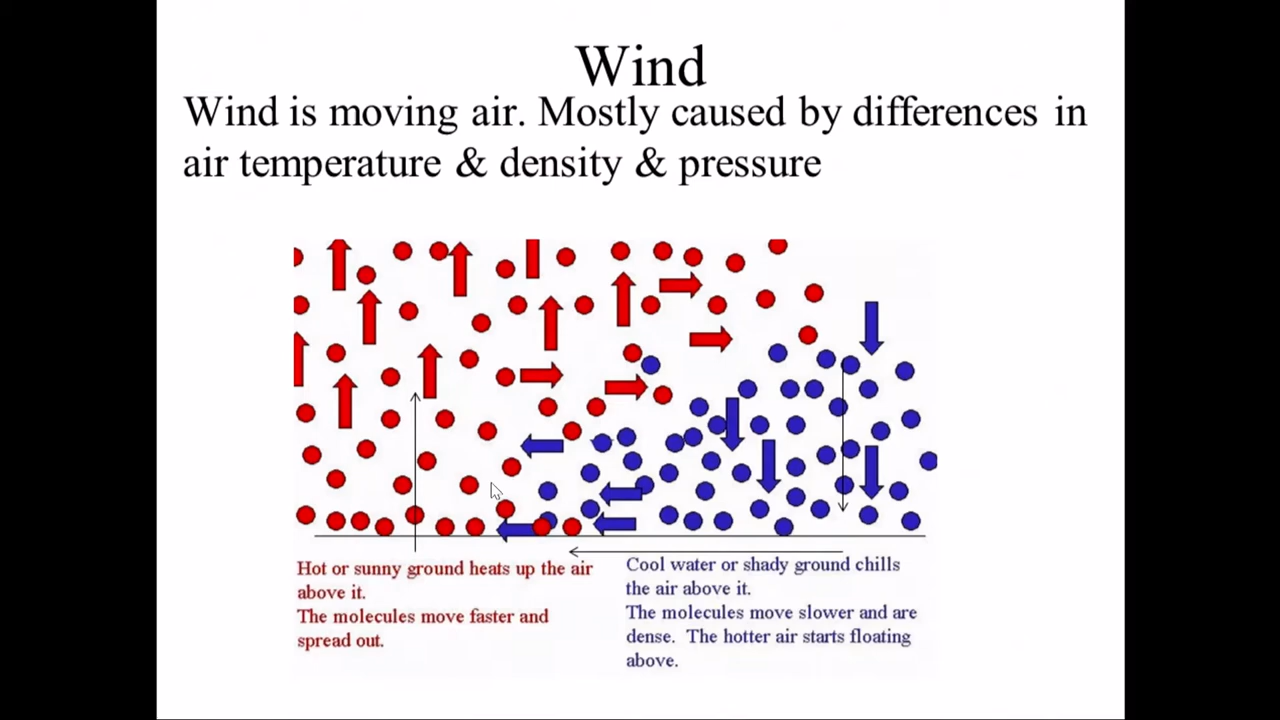 Wind
Wind is moving air. Mostly caused by differences in
air temperature & density & pressure
Hot or sunny ground heats up the air
above it.
The molecules move faster and
spread out.
Cool water or shady ground chills
the air above it.
The molecules move slower and are
dense. The hotter air starts floating
above.